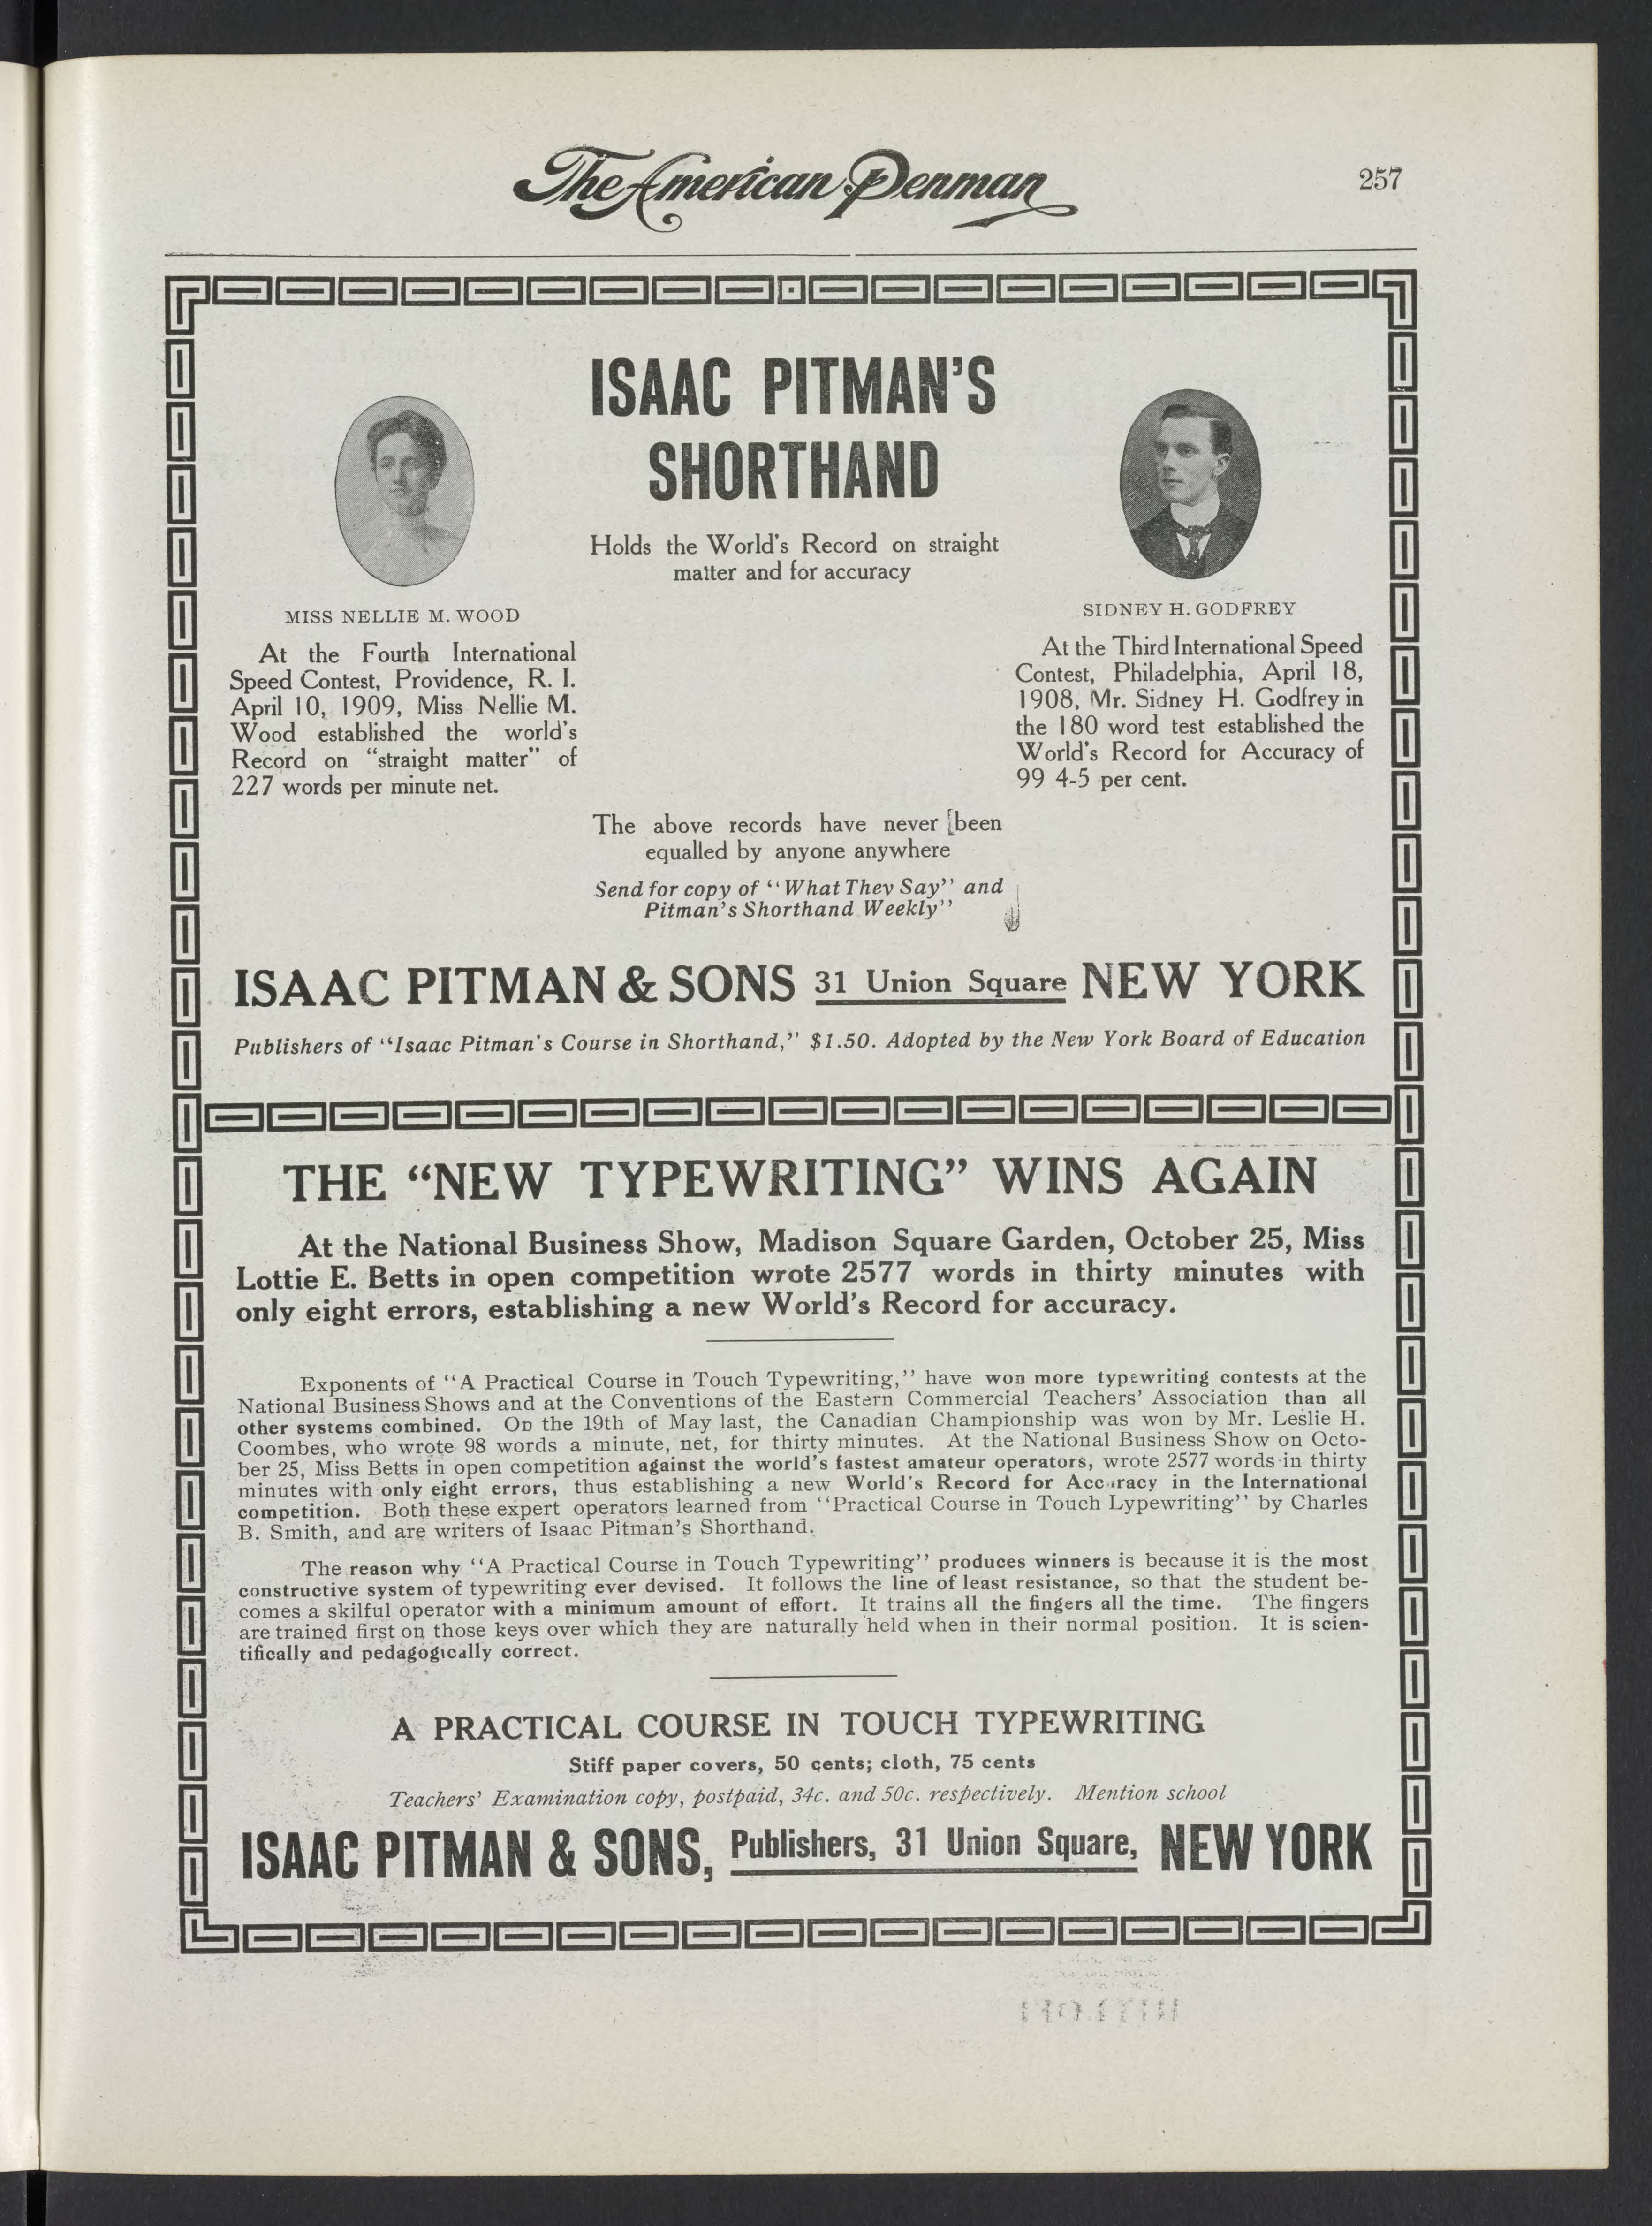 The American Penman
257
ISAAC PITMAN'S
SHORTHAND
Holds the World's Record on straight
matter and for accuracy
MISS NELLIE M. WOOD
At the Fourth International
Speed Contest, Providence, R. I.
April 10, 1909, Miss Nellie M.
Wood established the world's
Record on "straight matter" of
227 words per minute net.
SIDNEY H. GODFREY
At the Third International Speed
Contest, Philadelphia, April 18,
1908, Mr. Sidney H. Godfrey in
the 180 word test established the
World's Record for Accuracy of
99 4-5 per cent.
The above records have never [been
equalled by anyone anywhere
Send for copy of "What They Say" and
Pitman's Shorthand Weekly"
ISAAC PITMAN & SONS 31 Union Square NEW YORK
Publishers of "Isaac Pitman's Course in Shorthand," $1.50. Adopted by the New York Board of Education
THE "NEW TYPEWRITING" WINS AGAIN
At the National Business Show, Madison Square Garden, October 25, Miss
Lottie E. Betts in open competition wrote 2577 words in thirty minutes with
only eight errors, establishing a new World's Record for accuracy.
Exponents of "A Practical Course in Touch Typewriting," have won more typewriting contests at the
National Business Shows and at the Conventions of the Eastern Commercial Teachers' Association than all
other systems combined. On the 19th of May last, the Canadian Championship was won by Mr. Leslie H.
Coombes, who wrote 98 words a minute, net, for thirty minutes. At the National Business Show on Octo-
ber 25, Miss Betts in open competition against the world's fastest amateur operators, wrote 2577 words in thirty
minutes with only eight errors, thus establishing a new World's Record for Accuracy in the International
competition. Both these expert operators learned from "Practical Course in Touch Lypewriting" by Charles
B. Smith, and are writers of Isaac Pitman's Shorthand.
The reason why "A Practical Course in Touch Typewriting" produces winners is because it is the most
constructive system of typewriting ever devised. It follows the line of least resistance, so that the student be-
comes a skilful operator with a minimum amount of effort. It trains all the fingers all the time. The fingers
are trained first on those keys over which they are naturally held when in their normal position. It is scien-
tifically and pedagogically correct.
A PRACTICAL COURSE IN TOUCH TYPEWRITING
Stiff paper covers, 50 cents; cloth, 75 cents
Teachers' Examination copy, postpaid, 34c. and 50c. respectively. Mention school
ISAAC PITMAN & SONS, Publishers, 31 Union Square, NEW YORK